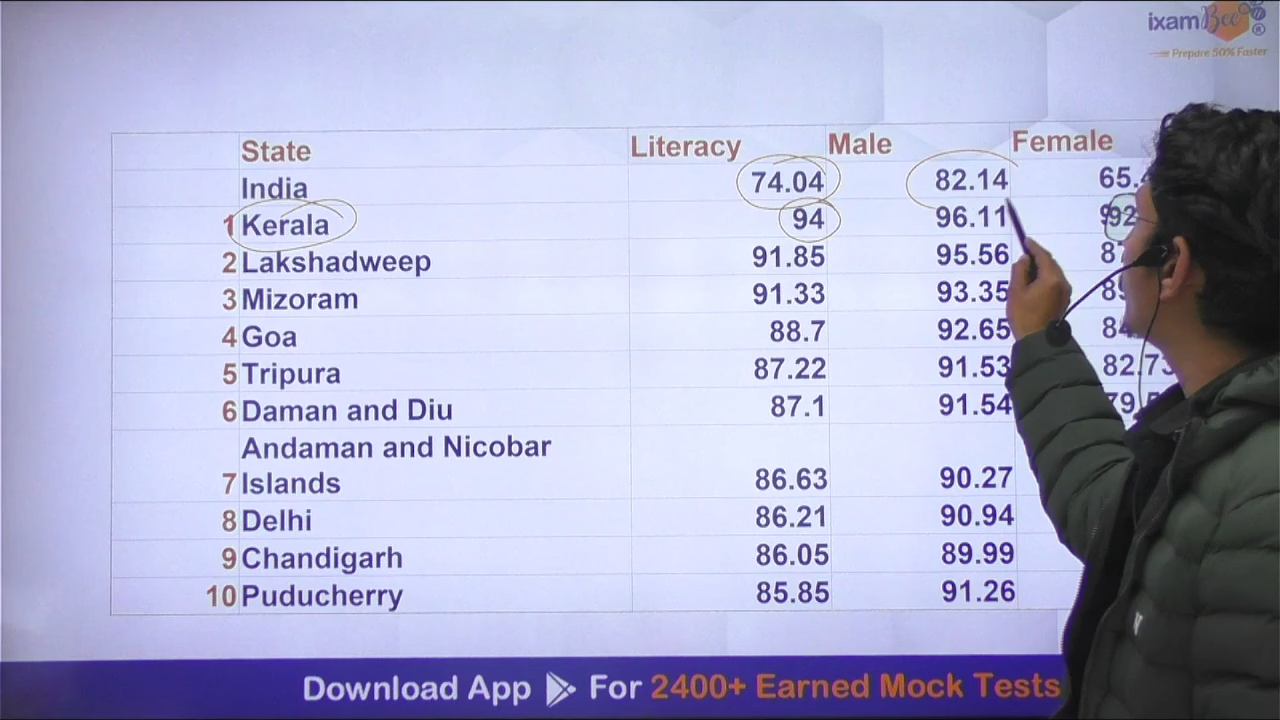 ixamBee
Prepare 50% Faster
State Literacy Male Female
India 74.04 82.14
1 Kerala 94 96.11 92
2 Lakshadweep 91.85 95.56
3 Mizoram 91.33 93.35
4 Goa 88.7 92.65
5 Tripura 87.22 91.53 82.73
6 Daman and Diu 87.1 91.54
Andaman and Nicobar
7 Islands 86.63 90.27
8 Delhi 86.21 90.94
9 Chandigarh 86.05 89.99
10 Puducherry 85.85 91.26
Download App For 2400+ Earned Mock Tests